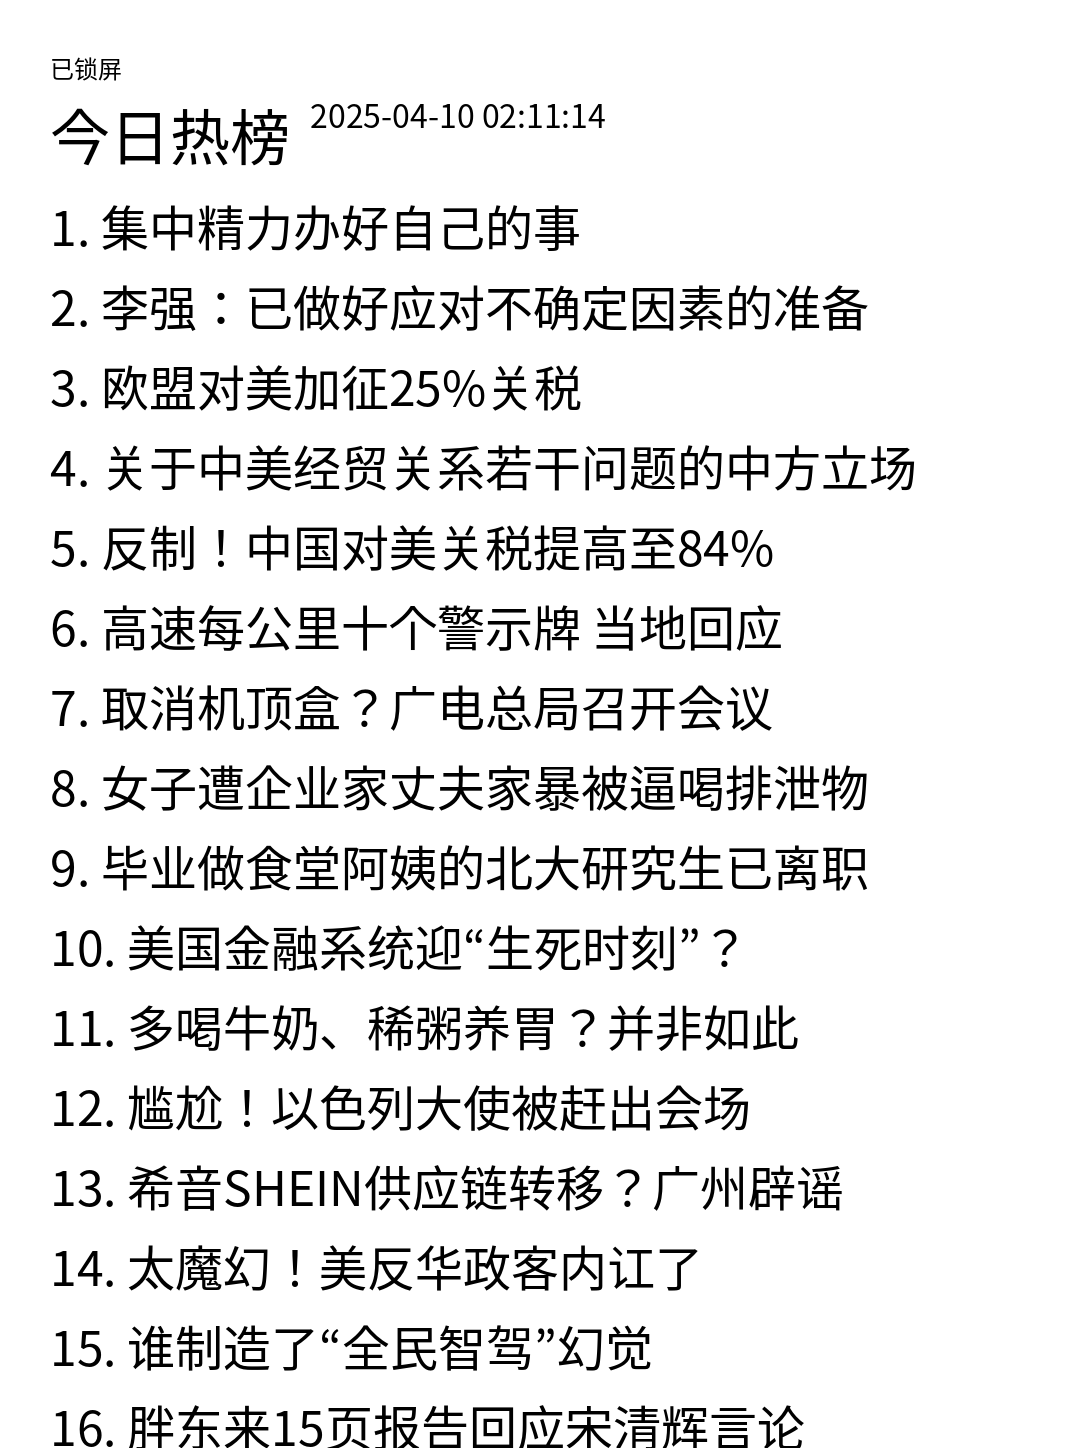 已锁屏
今日热榜 2025-04-10 02:11:14
1. 集中精力办好自己的事
2. 李强：已做好应对不确定因素的准备
3. 欧盟对美加征25%关税
4. 关于中美经贸关系若干问题的中方立场
5. 反制！中国对美关税提高至84%
6. 高速每公里十个警示牌 当地回应
7. 取消机顶盒？广电总局召开会议
8. 女子遭企业家丈夫家暴被逼喝排泄物
9. 毕业做食堂阿姨的北大研究生已离职
10. 美国金融系统迎“生死时刻”？
11. 多喝牛奶、稀粥养胃？并非如此
12. 尴尬！以色列大使被赶出会场
13. 希音SHEIN供应链转移？广州辟谣
14. 太魔幻！美反华政客内讧了
15. 谁制造了“全民智驾”幻觉
16. 胖东来15页报告回应宋清辉言论